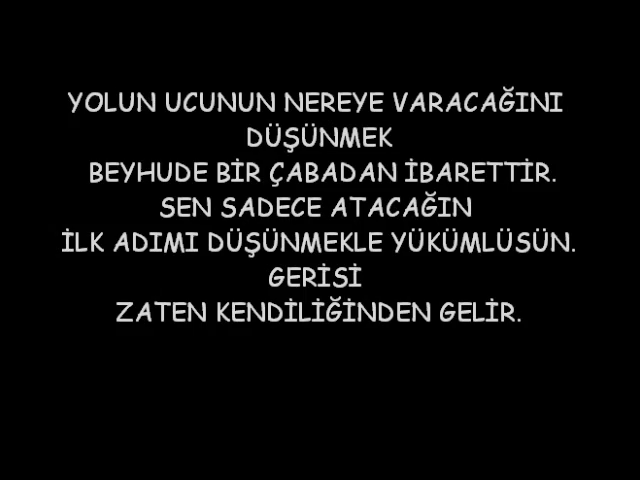 YOLUN UCUNUN NEREYE VARACAĞINI
DÜŞÜNMEK
BEYHUDE BİR ÇABADAN İBARETTİR.
SEN SADECE ATACAĞIN
İLK ADIMI DÜŞÜNMEKLE YÜKÜMLÜSÜN.
GERİSİ
ZATEN KENDİLİĞİNDEN GELİR.